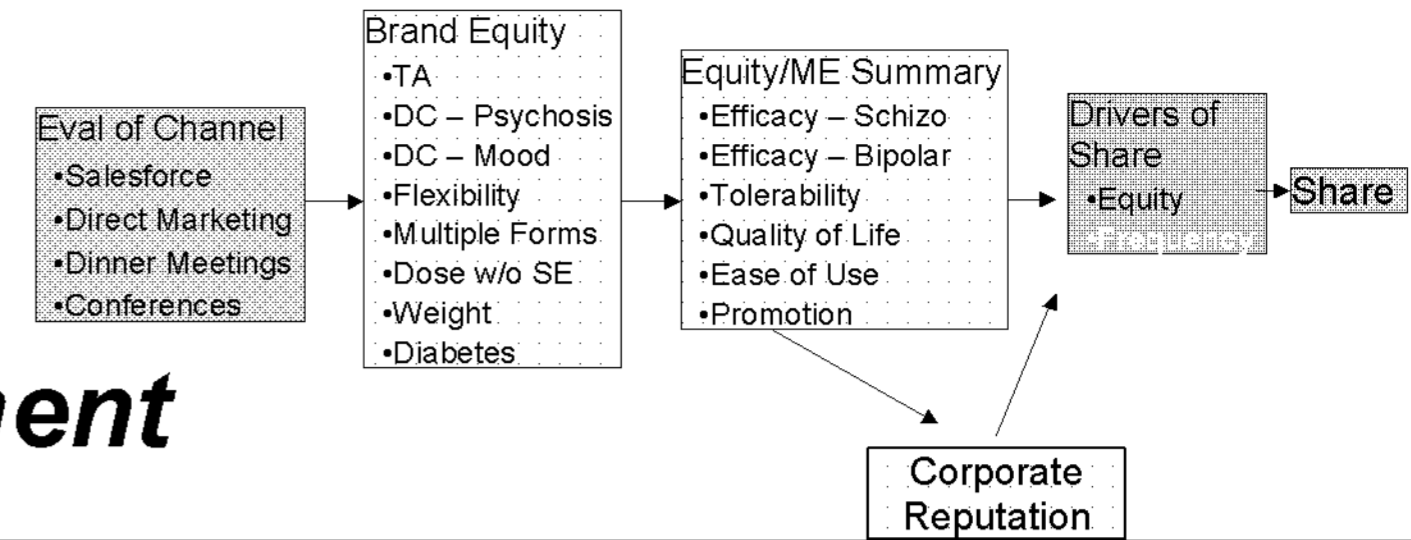 Eval of Channel
•Salesforce
•Direct Marketing
•Dinner Meetings
•Conferences
Brand Equity
•TA
•DC – Psychosis
•DC – Mood
•Flexibility
•Multiple Forms
•Dose w/o SE
•Weight
•Diabetes
Equity/ME Summary
•Efficacy – Schizo
•Efficacy – Bipolar
•Tolerability
•Quality of Life
•Ease of Use
•Promotion
Drivers of
Share
•Equity
•Frequency
Share
Corporate
Reputation